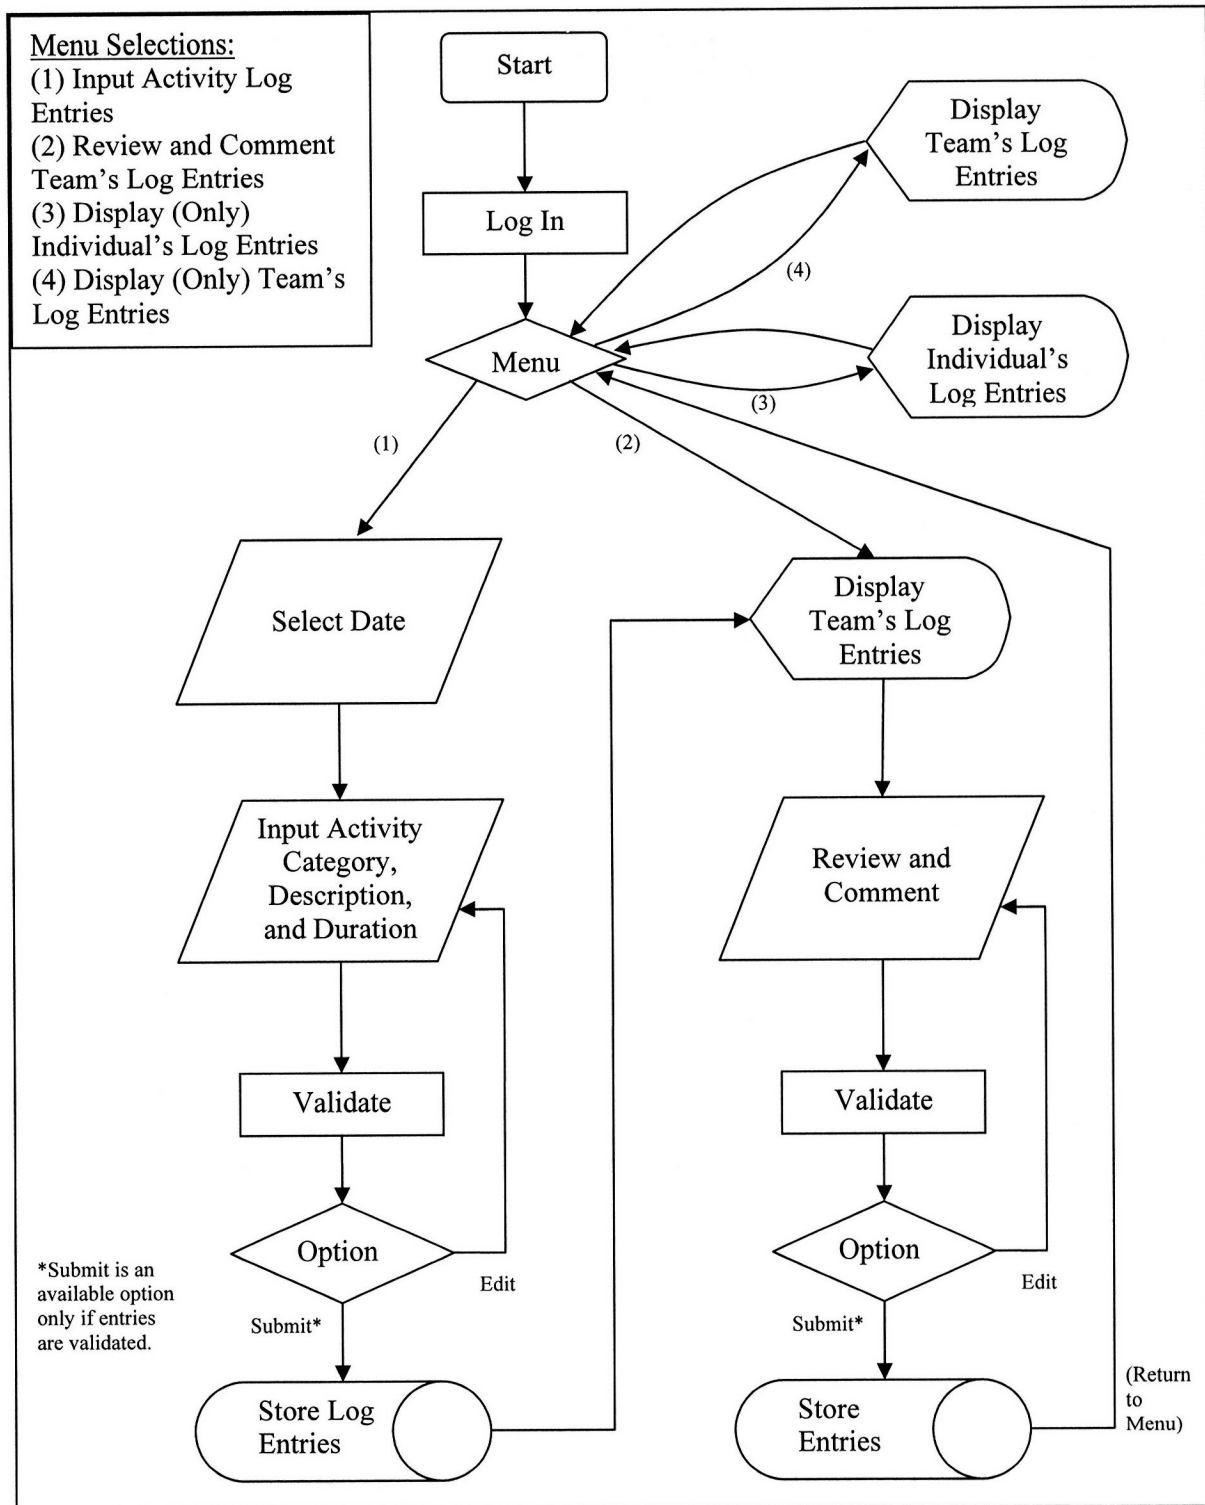 Menu Selections:
(1) Input Activity Log
Entries
(2) Review and Comment
Team's Log Entries
(3) Display (Only)
Individual's Log Entries
(4) Display (Only) Team's
Log Entries
Start
Log In
Menu
Display
Team's Log
Entries
(4)
Display
Individual's
Log Entries
(3)
(1)
(2)
Select Date
Display
Team's Log
Entries
Input Activity
Category,
Description,
and Duration
Review and
Comment
Validate
Validate
Option
Edit
Option
Edit
*Submit is an
available option
only if entries
are validated.
Submit*
Submit*
Store Log
Entries
Store
Entries
(Return
to
Menu)